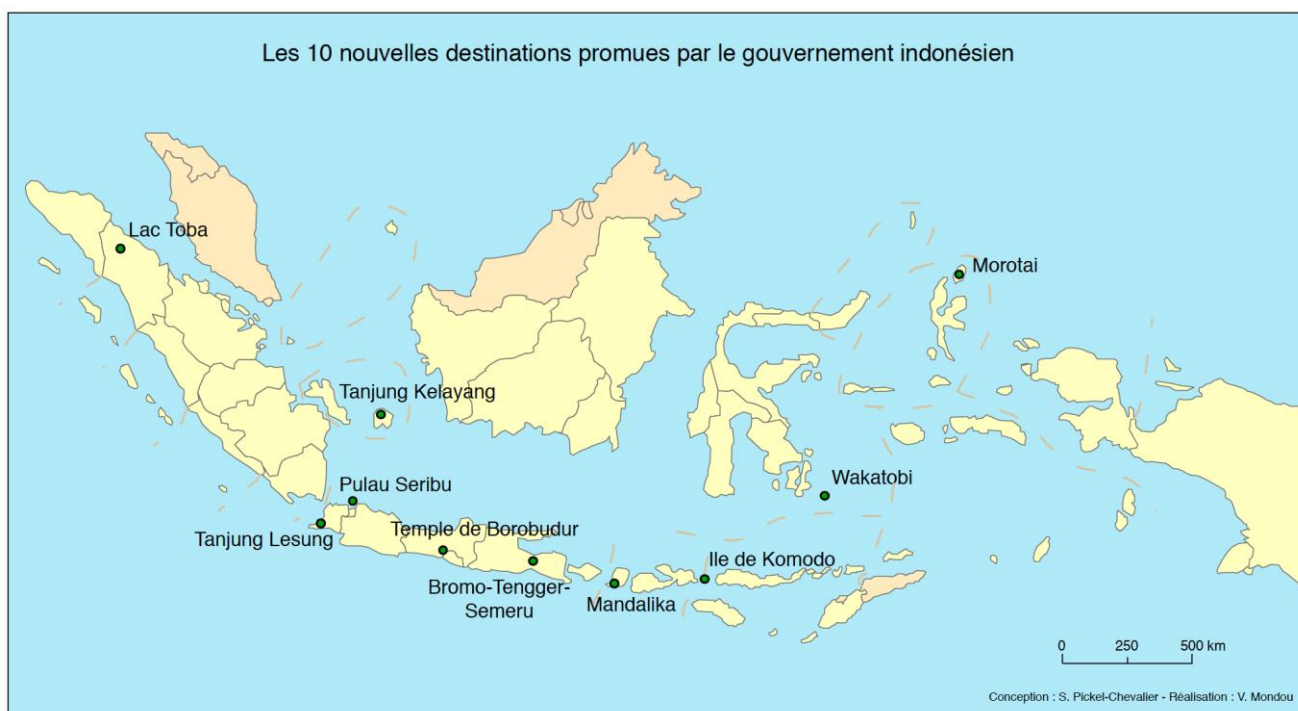 Les 10 nouvelles destinations promues par le gouvernement indonésien
Lac Toba
Morotai
Tanjung Kelayang
Pulau Seribu
Wakatobi
Tanjung Lesung
Temple de Borobudur
Bromo-Tengger-
Semeru
Mandalika
Ile de Komodo
0 250 500 km
Conception : S. Pickel-Chevalier - Réalisation : V. Mondou